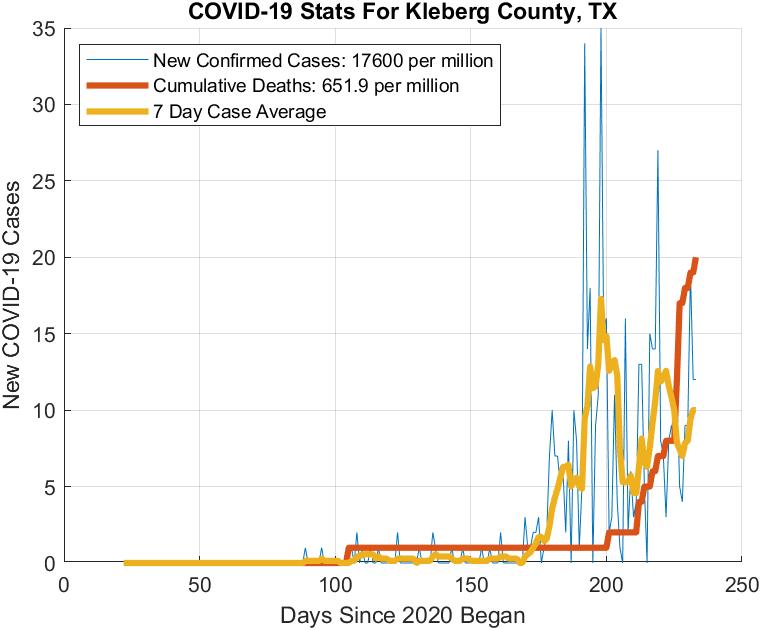 COVID-19 Stats For Kleberg County, TX
New Confirmed Cases: 17600 per million
Cumulative Deaths: 651.9 per million
7 Day Case Average
New COVID-19 Cases
35
30
25
20
15
10
5
0
0 50 100 150 200 250
Days Since 2020 Began